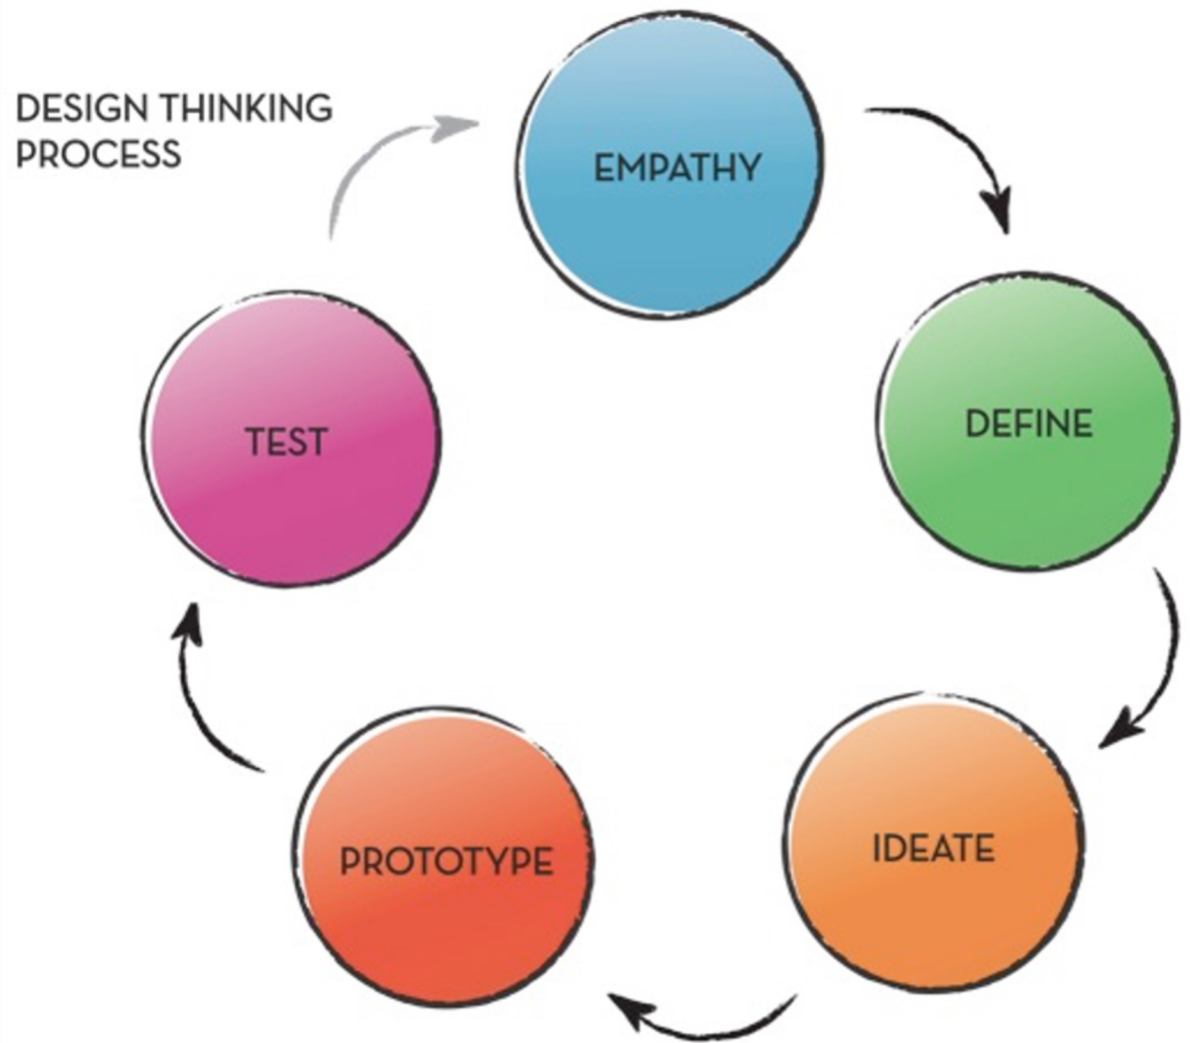 DESIGN THINKING
PROCESS
EMPATHY
DEFINE
IDEATE
PROTOTYPE
TEST